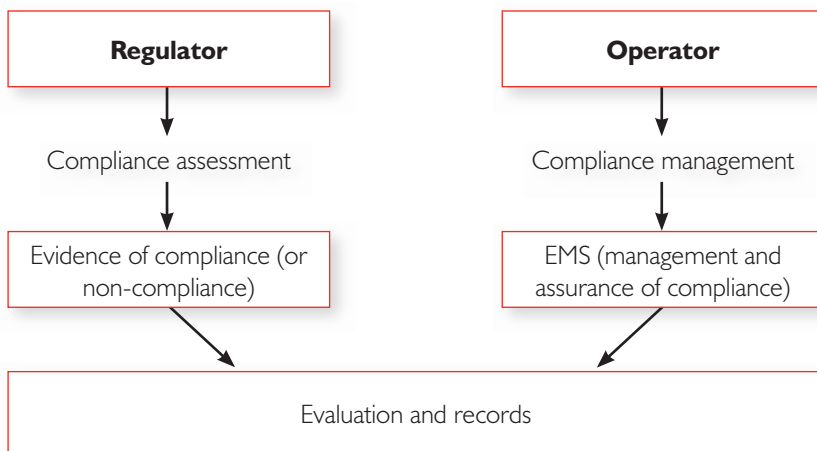 Regulator
Operator
Compliance assessment
Compliance management
Evidence of compliance (or
non-compliance)
EMS (management and
assurance of compliance)
Evaluation and records